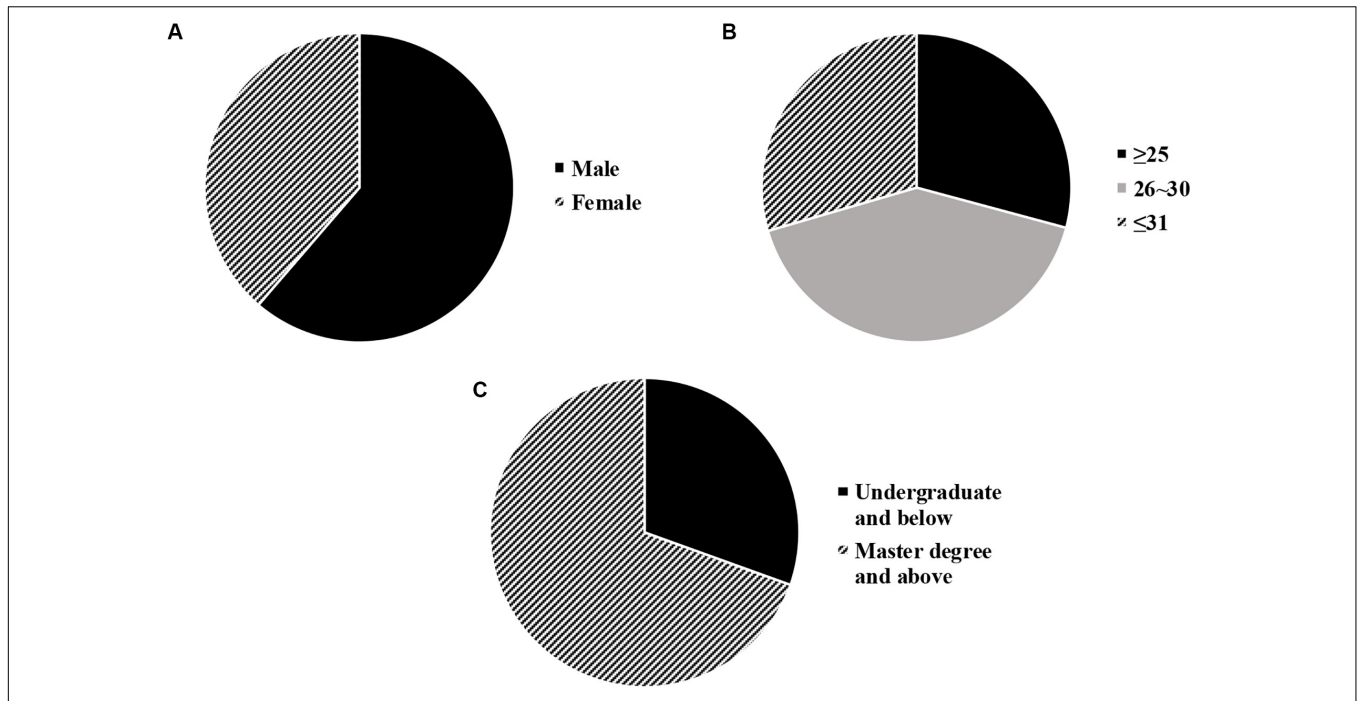 A
Male
Female
B
≥25
26~30
≤31
C
Undergraduate
and below
Master degree
and above